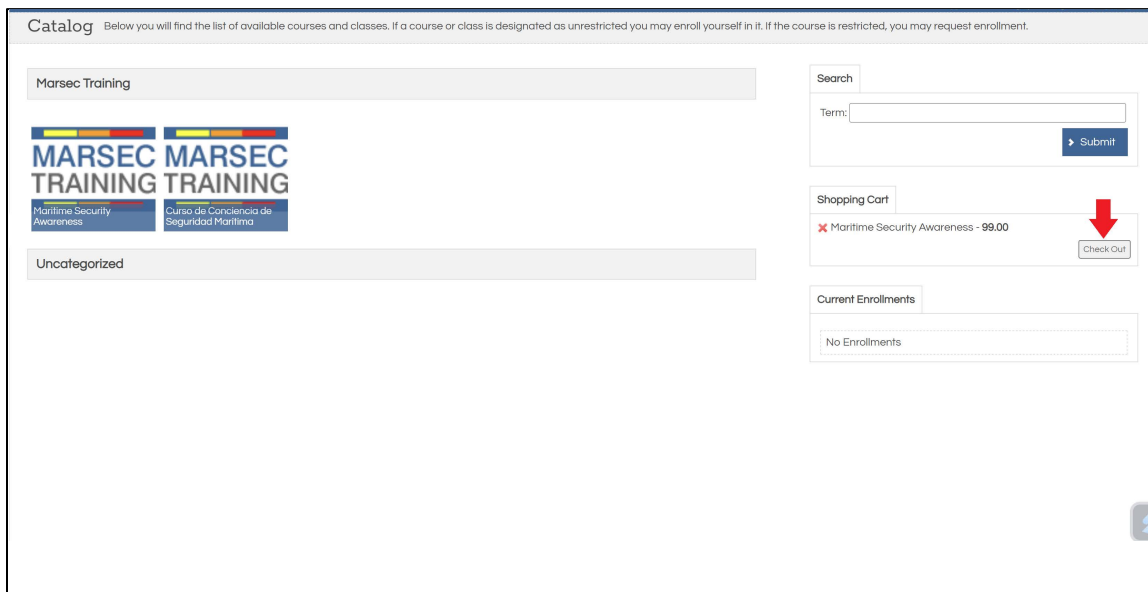 Catalog Below you will find the list of available courses and classes. If a course or class is designated as unrestricted you may enroll yourself in it. If the course is restricted, you may request enrollment.
Marsec Training
MARSEC
TRAINING
Maritime Security
Awareness
MARSEC
TRAINING
Curso de Conciencia de
Seguridad Marítima
Uncategorized
Search
Term:
Submit
Shopping Cart
Maritime Security Awareness - 99.00
Check Out
Current Enrollments
No Enrollments